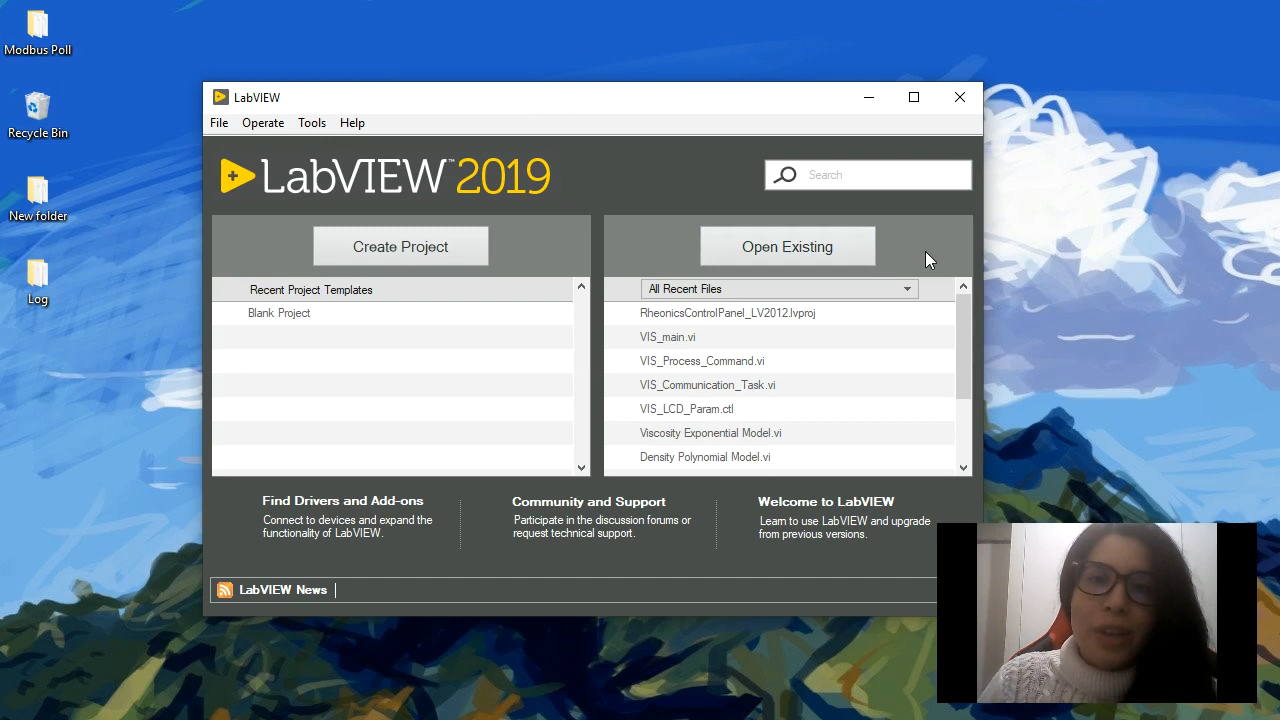 Modbus Poll
Recycle Bin
New folder
Log
LabVIEW
File Operate Tools Help
LabVIEW™ 2019
Search
Create Project
Open Existing
Recent Project Templates
Blank Project
All Recent Files
RheonicsControlPanel_LV2012.lvproj
VIS_main.vi
VIS_Process_Command.vi
VIS_Communication_Task.vi
VIS_LCD_Param.ctl
Viscosity Exponential Model.vi
Density Polynomial Model.vi
Find Drivers and Add-ons
Connect to devices and expand the
functionality of LabVIEW.
Community and Support
Participate in the discussion forums or
request technical support.
Welcome to LabVIEW
Learn to use LabVIEW and upgrade
from previous versions.
LabVIEW News